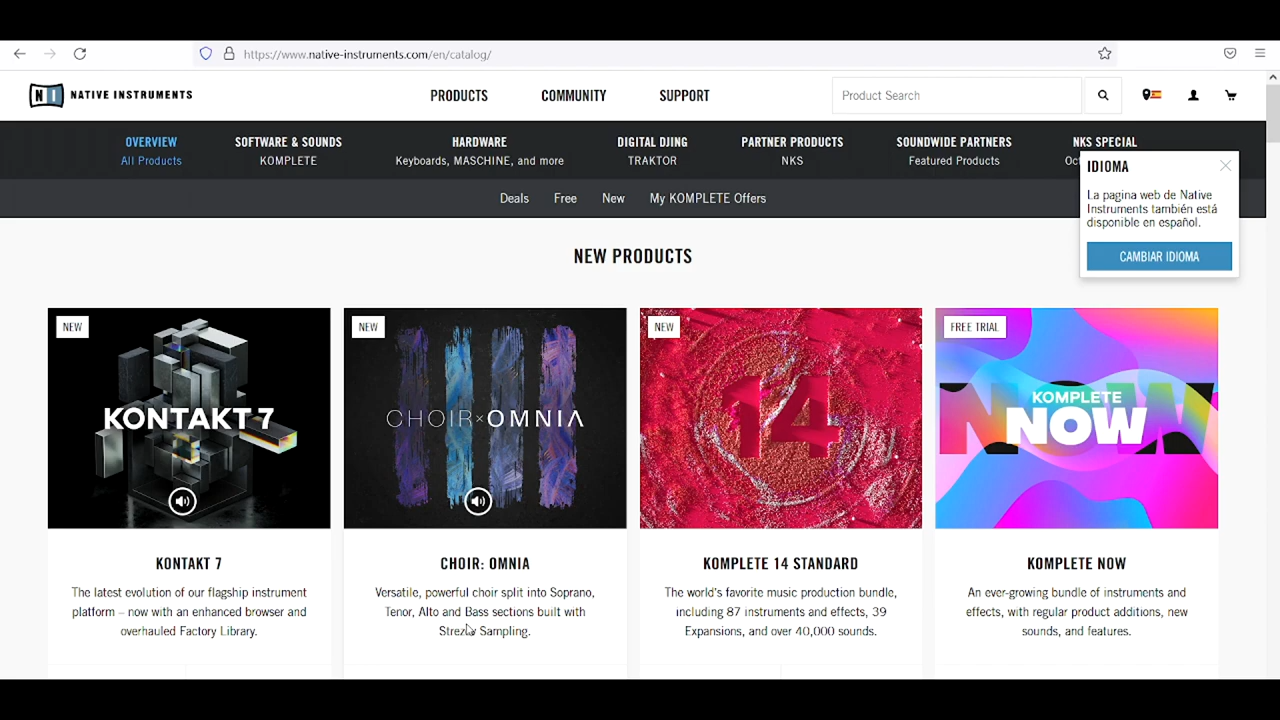 https://www.native-instruments.com/en/catalog/
NI NATIVE INSTRUMENTS
PRODUCTS
COMMUNITY
SUPPORT
Product Search
OVERVIEW
All Products
SOFTWARE & SOUNDS
KOMPLETE
HARDWARE
Keyboards, MASCHINE, and more
DIGITAL DJING
TRAKTOR
PARTNER PRODUCTS
NKS
SOUNDWIDE PARTNERS
Featured Products
NKS SPECIAL
Deals
Free
New
My KOMPLETE Offers
IDIOMA
La pagina web de Native
Instruments también está
disponible en español.
CAMBIAR IDIOMA
NEW PRODUCTS
NEW
KONTAKT 7
KONTAKT 7
The latest evolution of our flagship instrument
platform – now with an enhanced browser and
overhauled Factory Library.
NEW
CHOIR×OMNIA
CHOIR: OMNIA
Versatile, powerful choir split into Soprano,
Tenor, Alto and Bass sections built with
Sampling.
NEW
14
KOMPLETE 14 STANDARD
The world's favorite music production bundle,
including 87 instruments and effects, 39
Expansions, and over 40,000 sounds.
FREE TRIAL
KOMPLETE
NOW
KOMPLETE NOW
An ever-growing bundle of instruments and
effects, with regular product additions, new
sounds, and features.